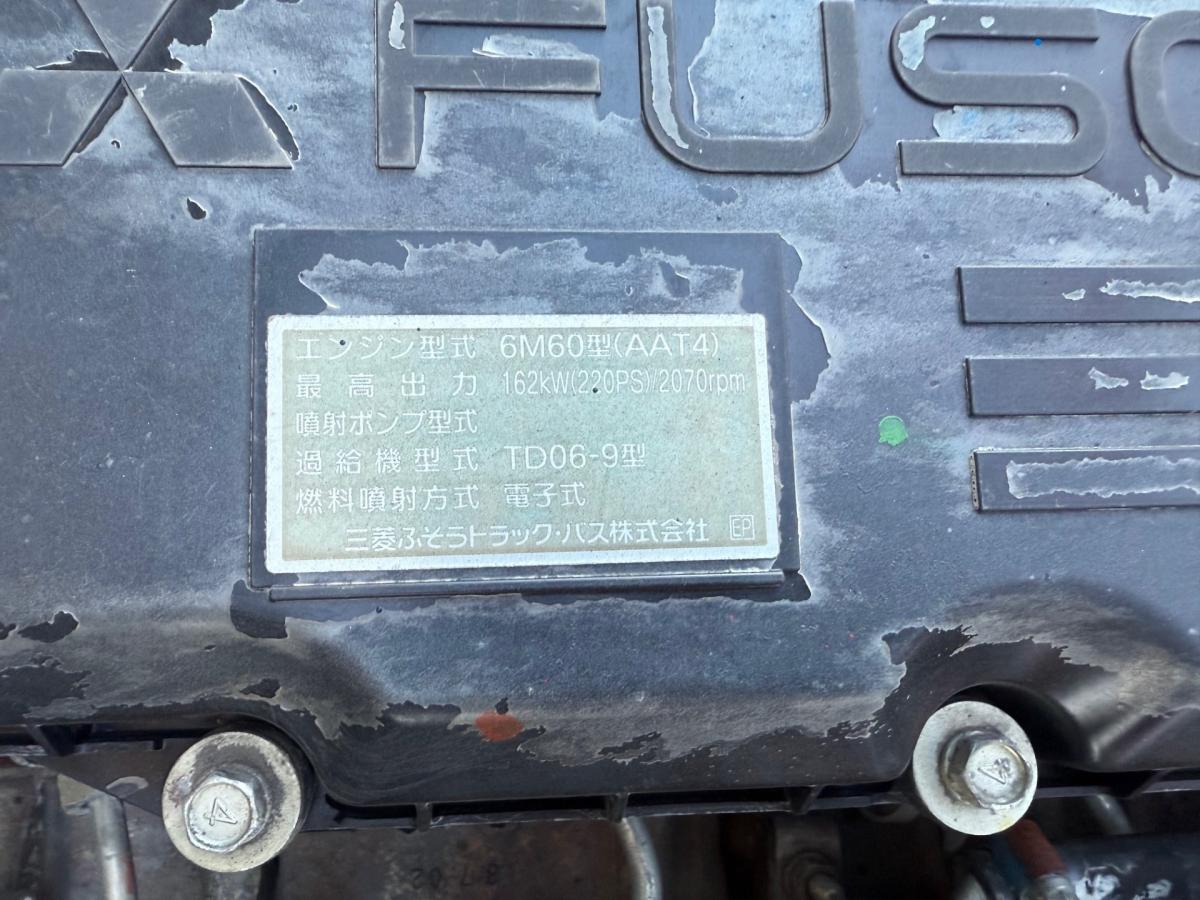 FUSO
エンジン型式 6M60型(AAT4)
最高出力 162kW(220PS)/2070rpm
噴射ポンプ型式
過給機型式 TD06-9型
燃料噴射方式 電子式
三菱ふそうトラック・バス株式会社 EP
4 4